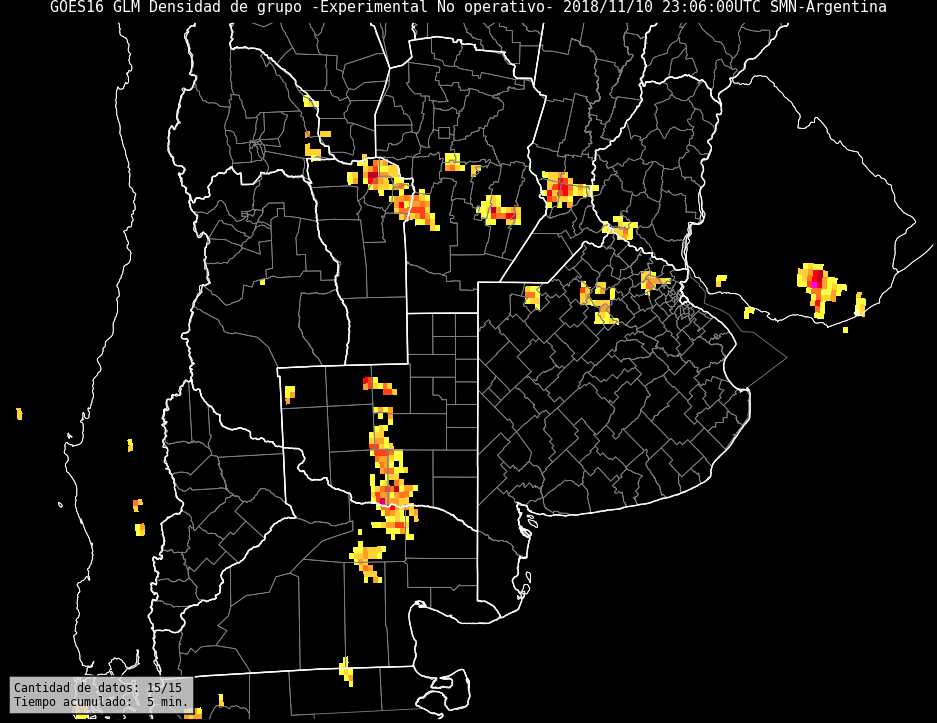 GOES16 GLM Densidad de grupo -Experimental No operativo- 2018/11/10 23:06:00UTC SMN-Argentina
Cantidad de datos: 15/15
Tiempo acumulado:  5 min.